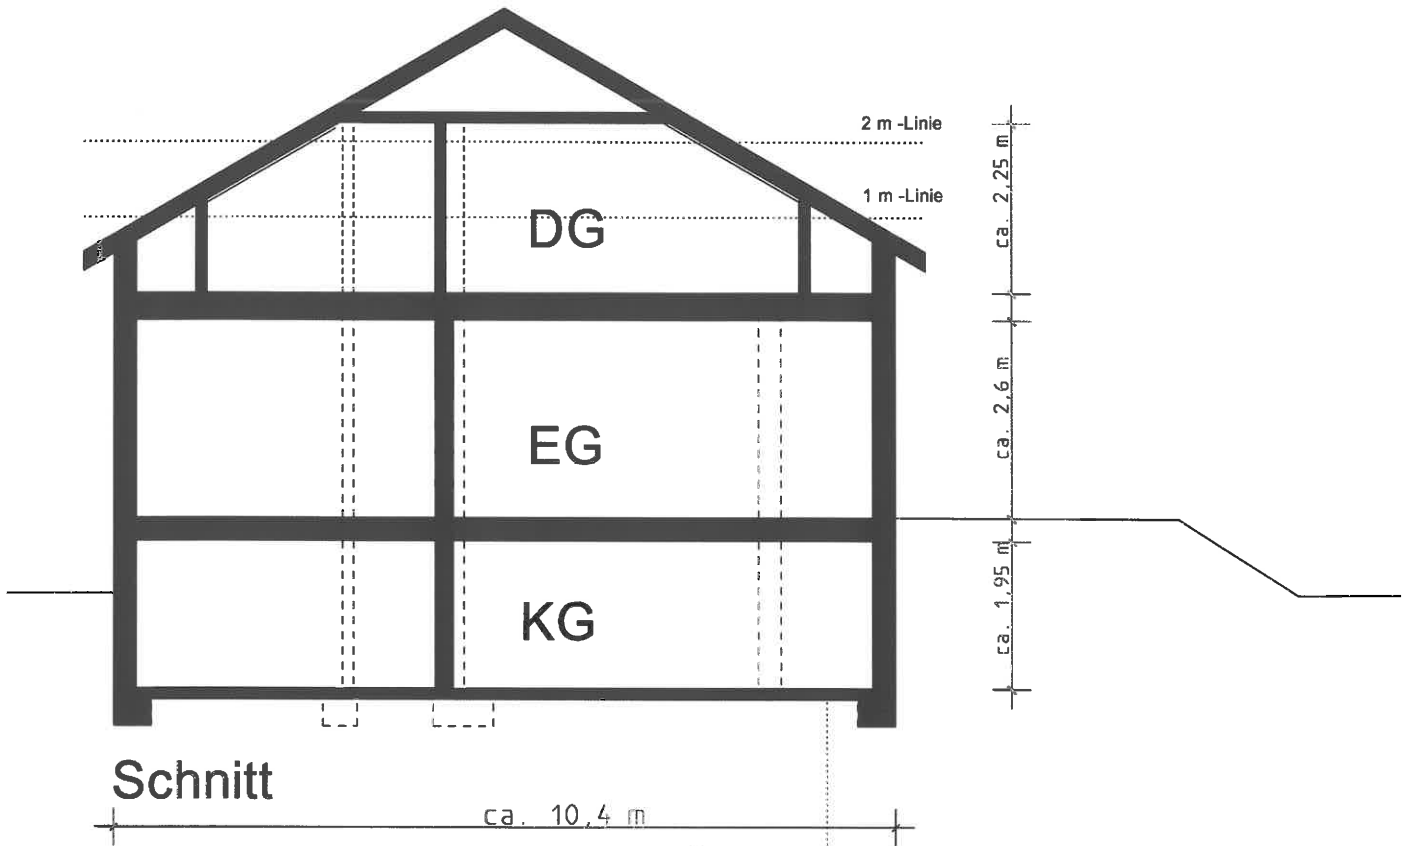 2 m -Linie
ca. 2,25 m
1 m -Linie
DG
ca. 2,6 m
EG
ca. 1,95 m
KG
Schnitt
ca. 10,4 m